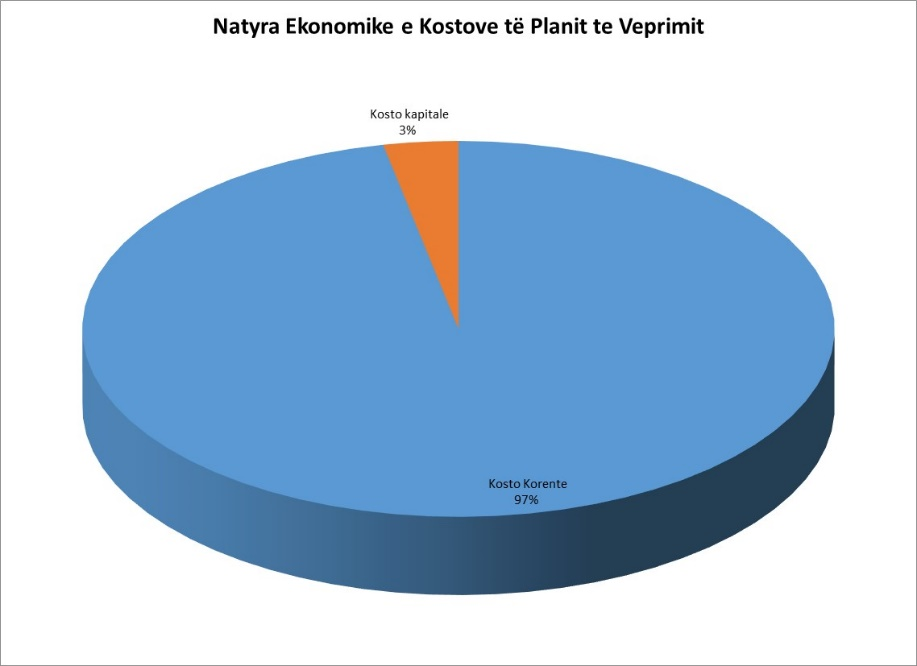 Natyra Ekonomike e Kostove të Planit te Veprimit
Kosto kapitale
3%
Kosto Korente
97%